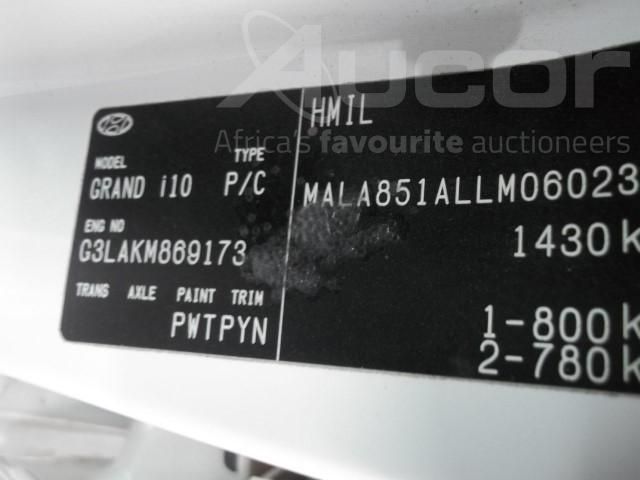 Aucor
Africa's favourite auctioneers
HMIL
MODEL TYPE
GRAND i10 P/C
MALA851ALLM06023
ENG NO
G3LAKM869173
1430 k
TRANS AXLE PAINT TRIM
PWTPYN
1-800 k
2-780 k